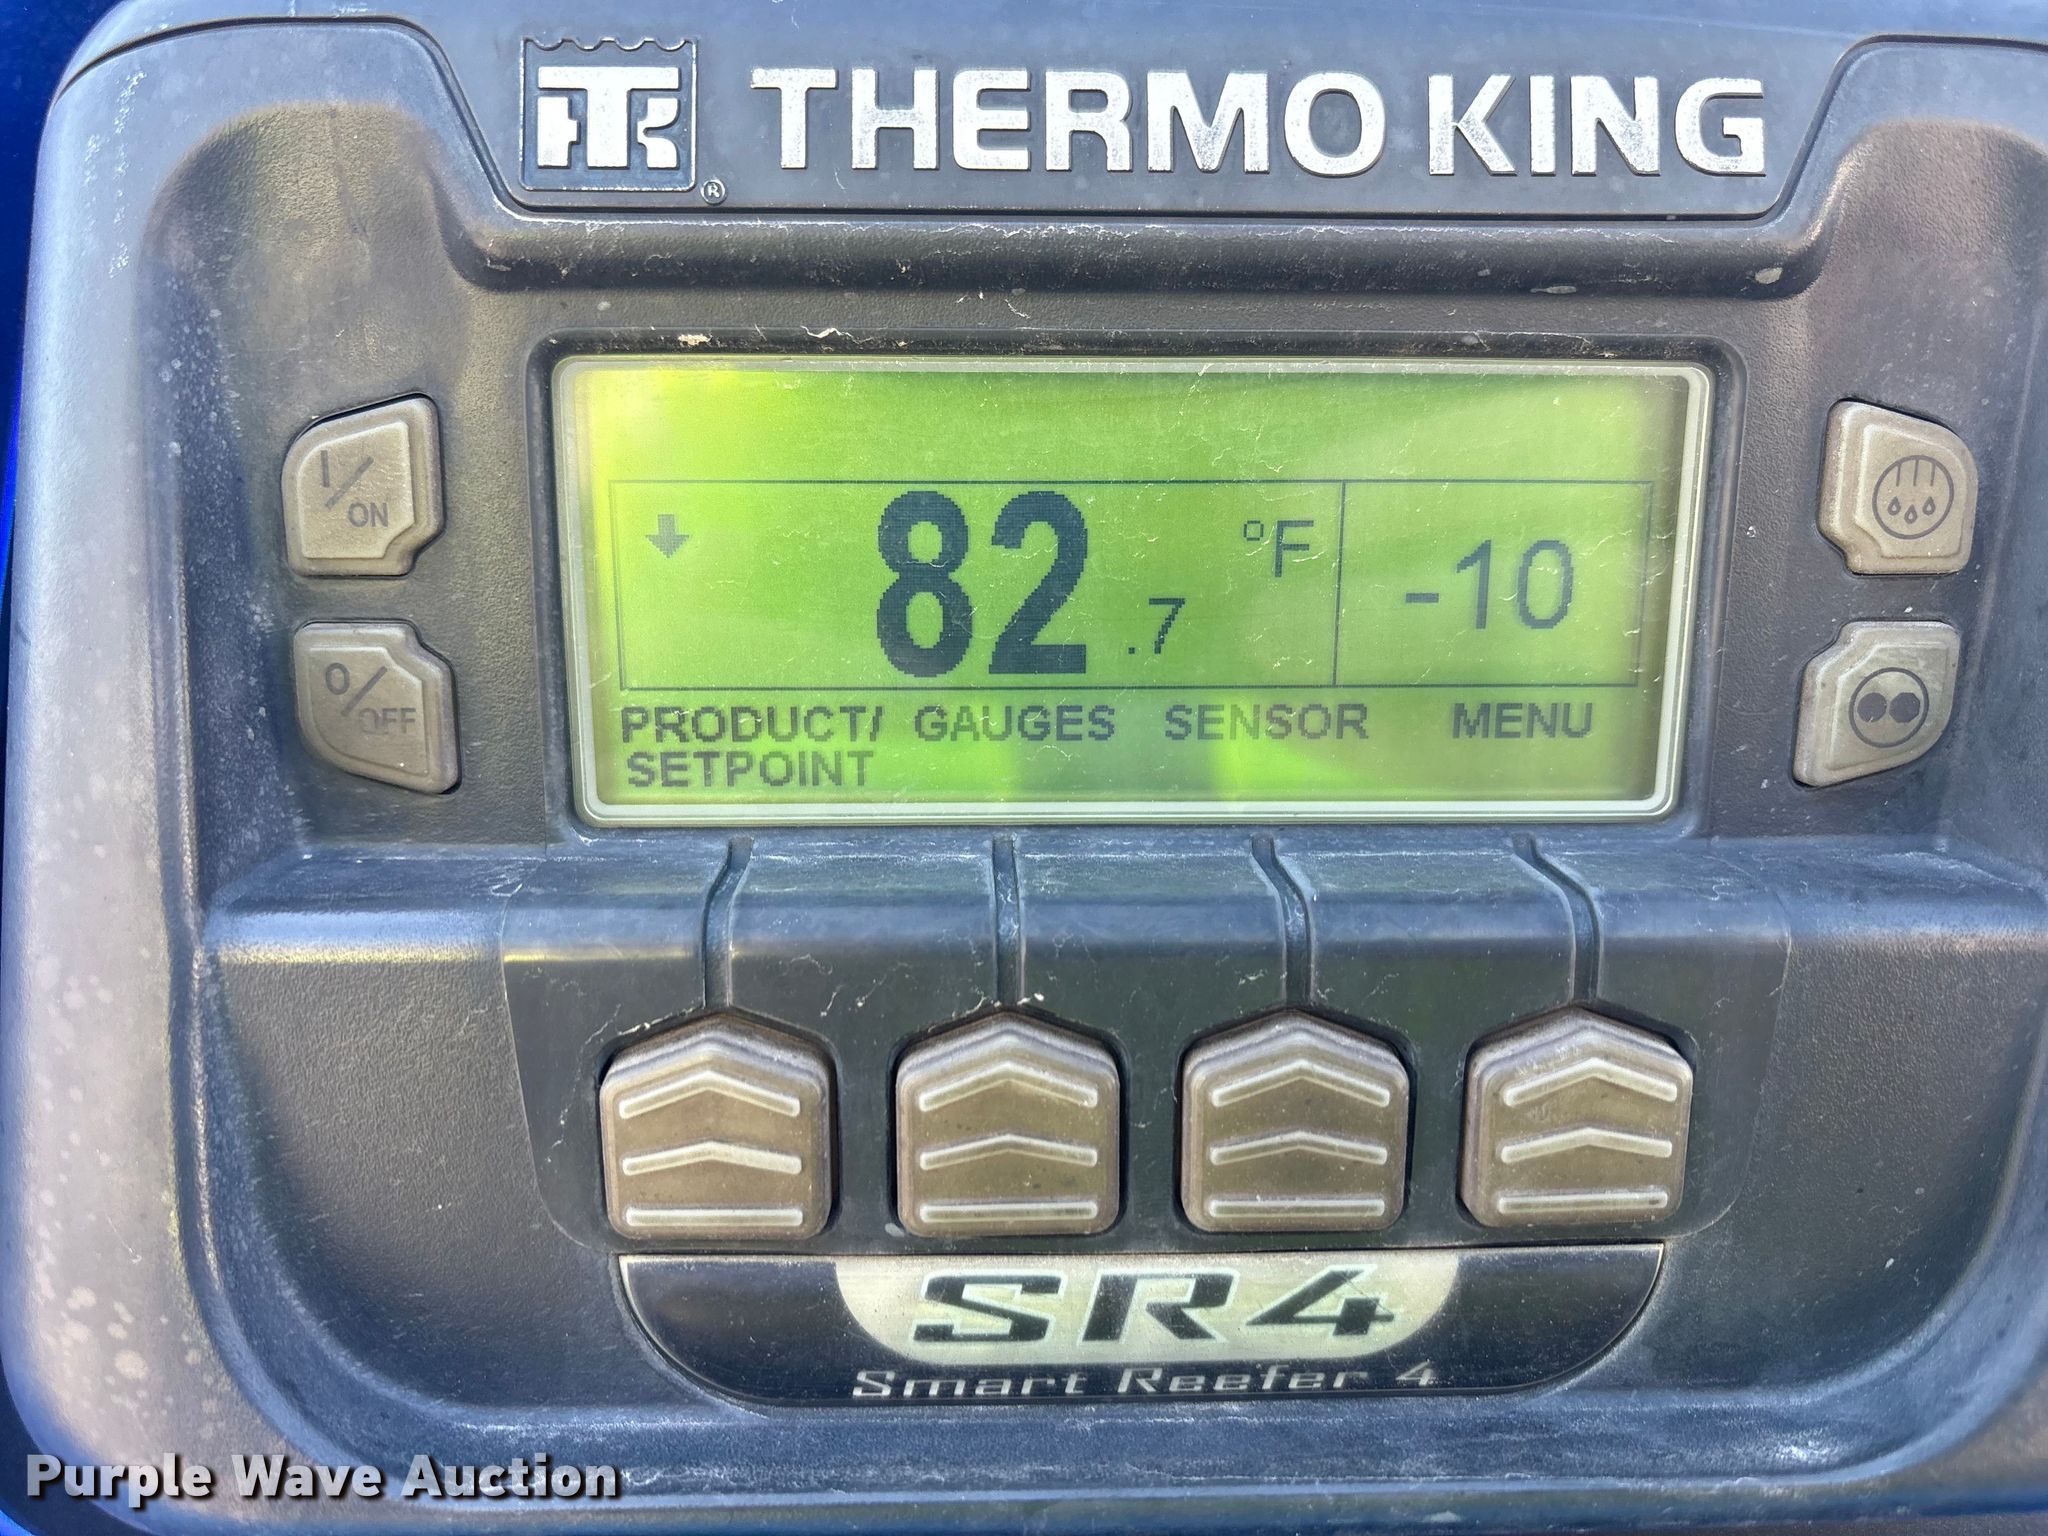 TK ® THERMO KING
I/ON
O/OFF
82.7 °F -10
PRODUCT/ GAUGES SENSOR MENU
SETPOINT
SR4
Smart Reefer 4
Purple Wave Auction